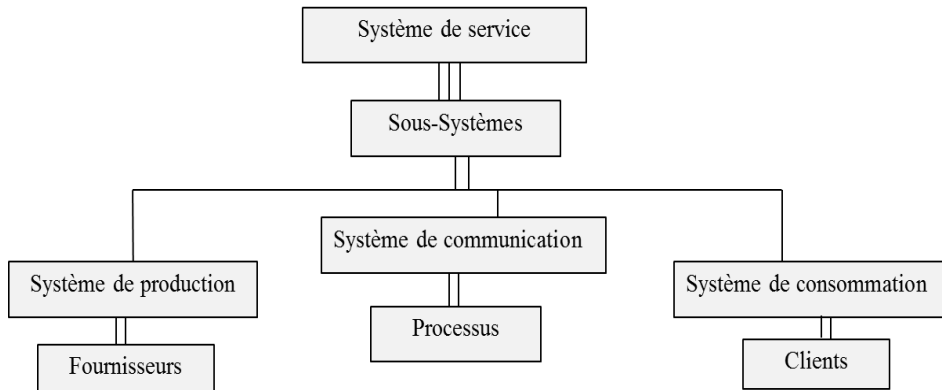 Système de service
Sous-Systèmes
Système de communication
Système de production
Système de consommation
Processus
Fournisseurs
Clients